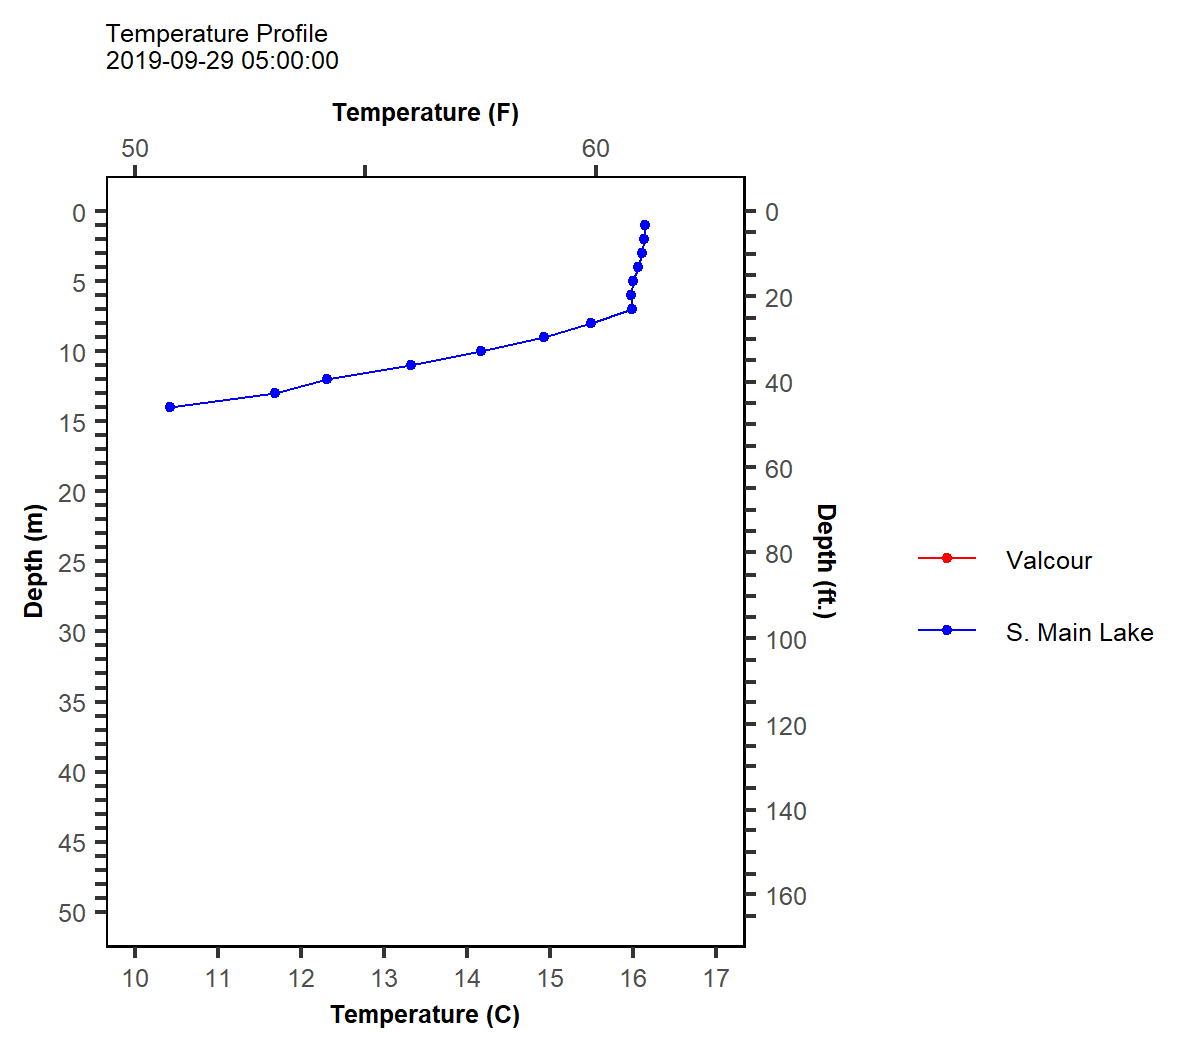 Temperature Profile
2019-09-29 05:00:00
Temperature (F)
50 60
0
5
10
15
20
25
30
35
40
45
50
Depth (m)
0
20
40
60
80
100
120
140
160
Depth (ft.)
10 11 12 13 14 15 16 17
Temperature (C)
Valcour
S. Main Lake